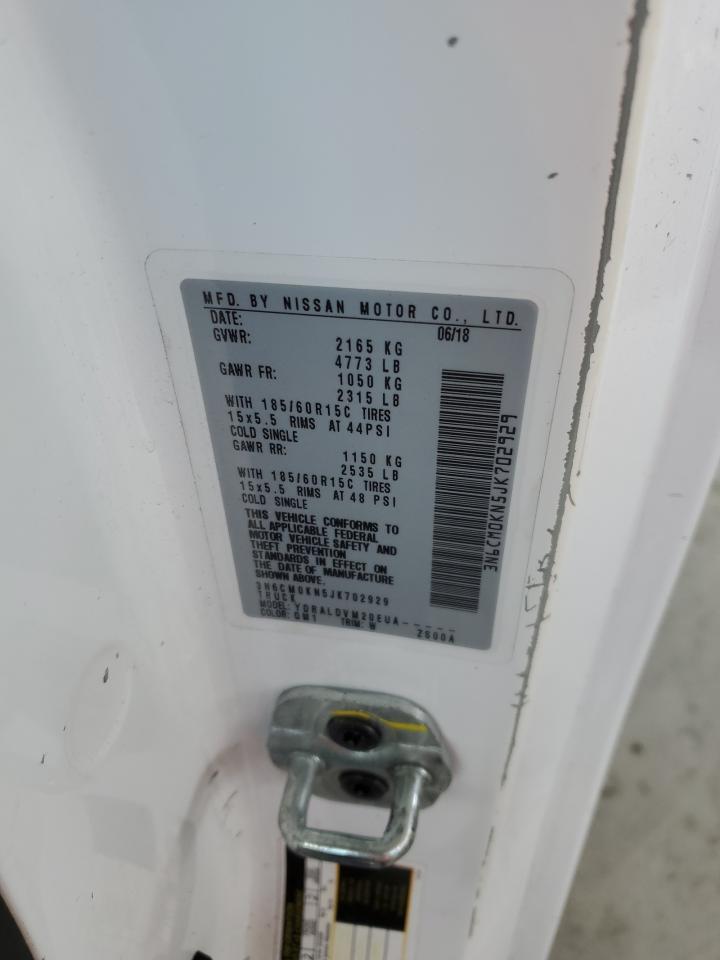 MFD. BY NISSAN MOTOR CO., LTD.
DATE: 06/18
GVWR: 2165 KG
4773 LB
GAWR FR: 1050 KG
2315 LB
WITH 185/60R15C TIRES
15x5.5 RIMS AT 44PSI
COLD SINGLE
GAWR RR: 1150 KG
2535 LB
WITH 185/60R15C TIRES
15x5.5 RIMS AT 48 PSI
COLD SINGLE
THIS VEHICLE CONFORMS TO
ALL APPLICABLE FEDERAL
MOTOR VEHICLE SAFETY AND
THEFT PREVENTION
STANDARDS IN EFFECT ON
THE DATE OF MANUFACTURE
SHOWN ABOVE.
3N6CM0KN5JK702929
TRUCK
MODEL: YDRALDVM20EUA-----
COLOR: QM1 TRIM: W 2S00A
3N6CM0KN5JK702929